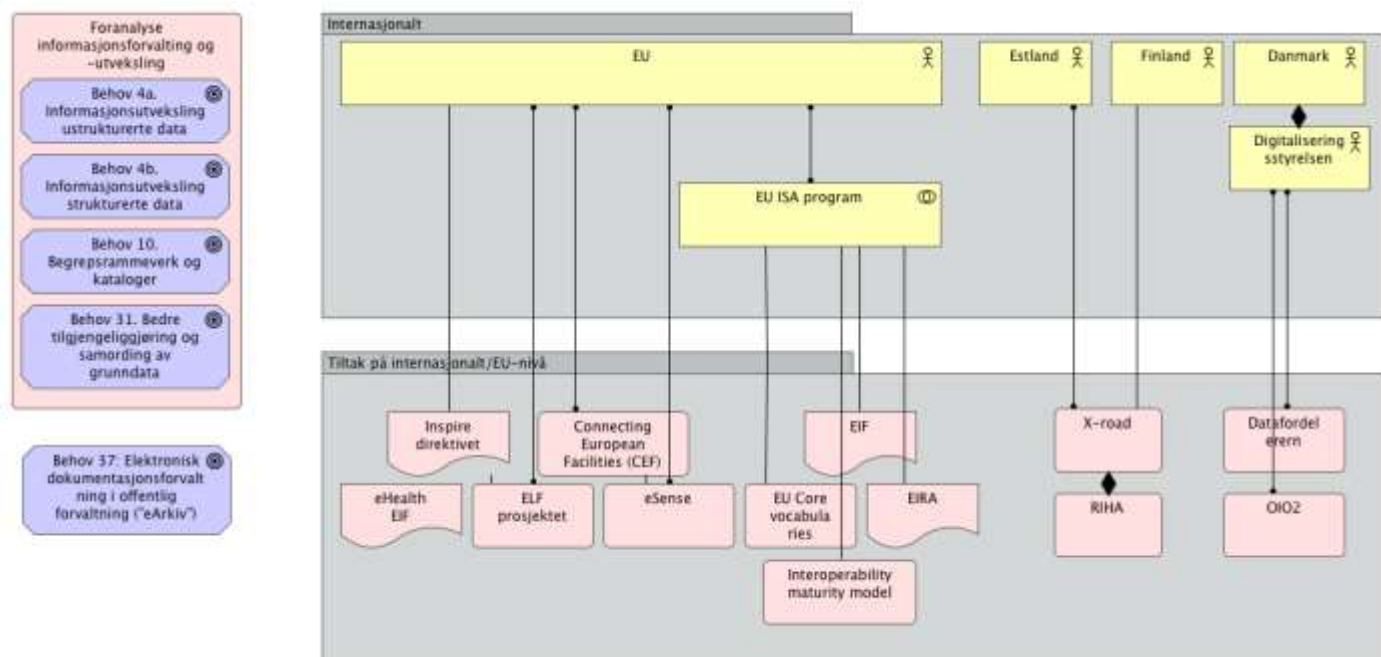 Foranalyse
informasjonsforvalting og
-utveksling
Behov 4a.
Informasjonsutveksling
ustrukturerte data
Behov 4b.
Informasjonsutveksling
strukturerte data
Behov 10.
Begrepsrammeverk og
kataloger
Behov 31. Bedre
tilgjengeliggjøring og
samording av
grunndata
Behov 37: Elektronisk
dokumentasjonsforvalt
ning i offentlig
forvaltning ("eArkiv")
Internasjonalt
EU
Estland
Finland
Danmark
Digitalisering
sstyrelsen
EU ISA program
Tiltak på internasjonalt/EU-nivå
Inspire
direktivet
Connecting
European
Facilities (CEF)
EIF
X-road
Datafordel
erern
eHealth
EIF
ELF
prosjektet
eSense
EU Core
vocabula
ries
EIRA
RIHA
OIO2
Interoperability
maturity model